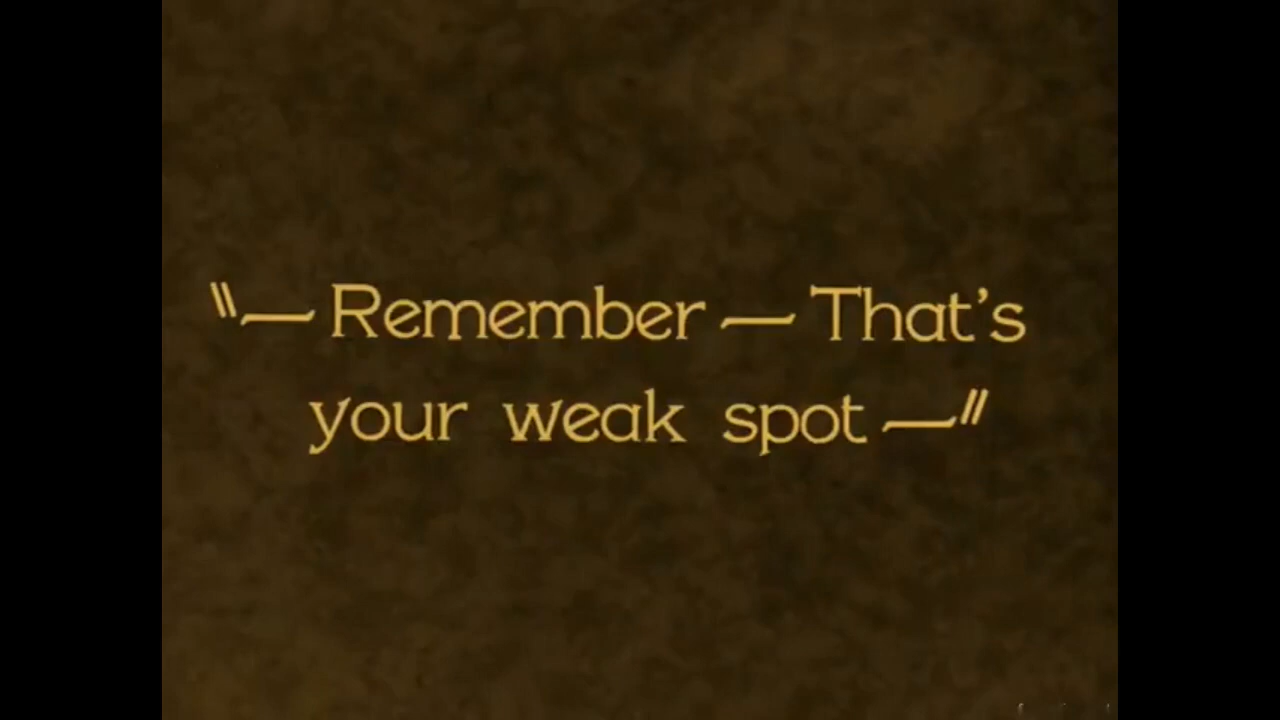 "— Remember — That's
your weak spot —"